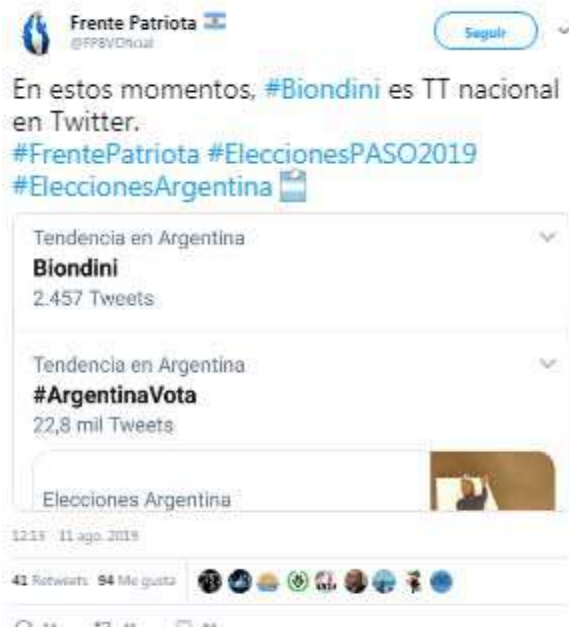 Frente Patriota
@FPBVOficial
Seguir
En estos momentos, #Biondini es TT nacional
en Twitter.
#FrentePatriota #EleccionesPASO2019
#EleccionesArgentina
Tendencia en Argentina
Biondini
2.457 Tweets
Tendencia en Argentina
#ArgentinaVota
22,8 mil Tweets
Elecciones Argentina
11 ago. 2019
41 Retweets 94 Me gusta